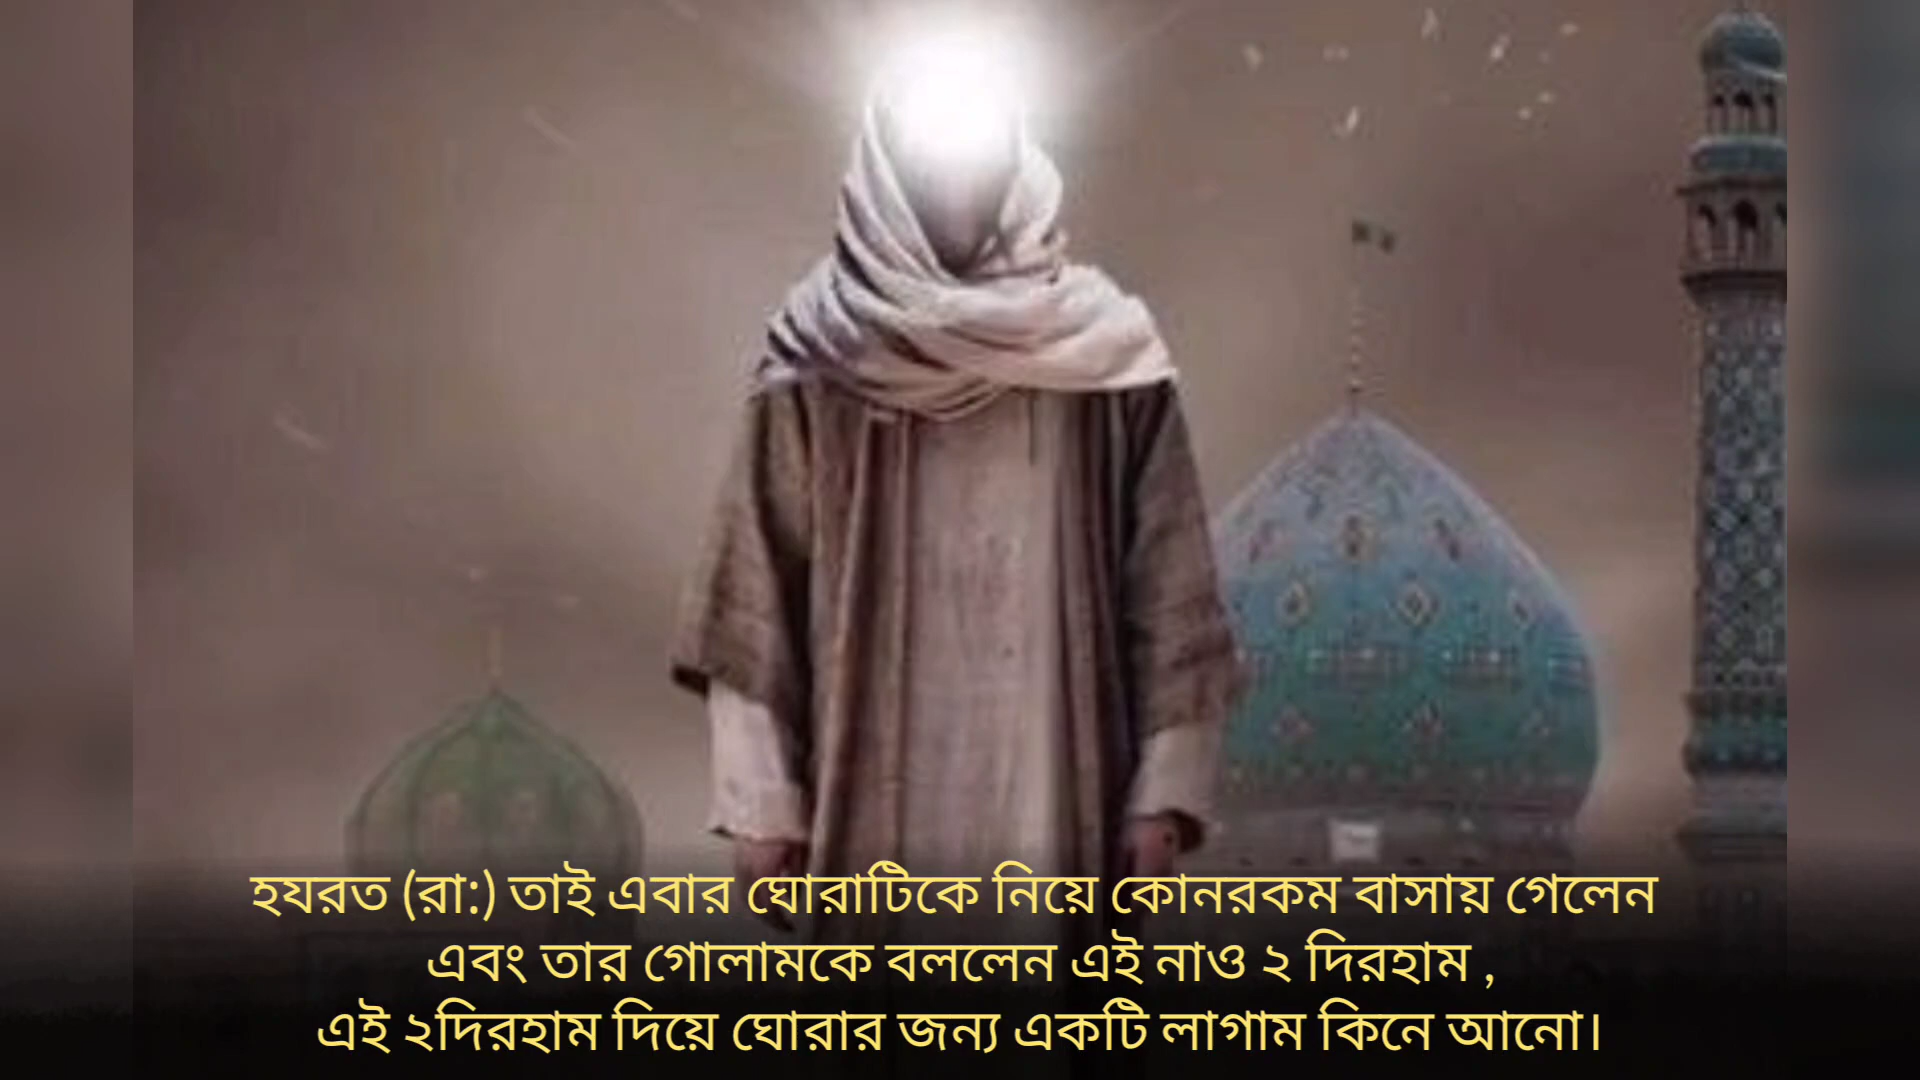 হযরত (রা:) তাই এবার ঘোরাটিকে নিয়ে কোনরকম বাসায় গেলেন
এবং তার গোলামকে বললেন এই নাও ২ দিরহাম ,
এই ২দিরহাম দিয়ে ঘোরার জন্য একটি লাগাম কিনে আনো।